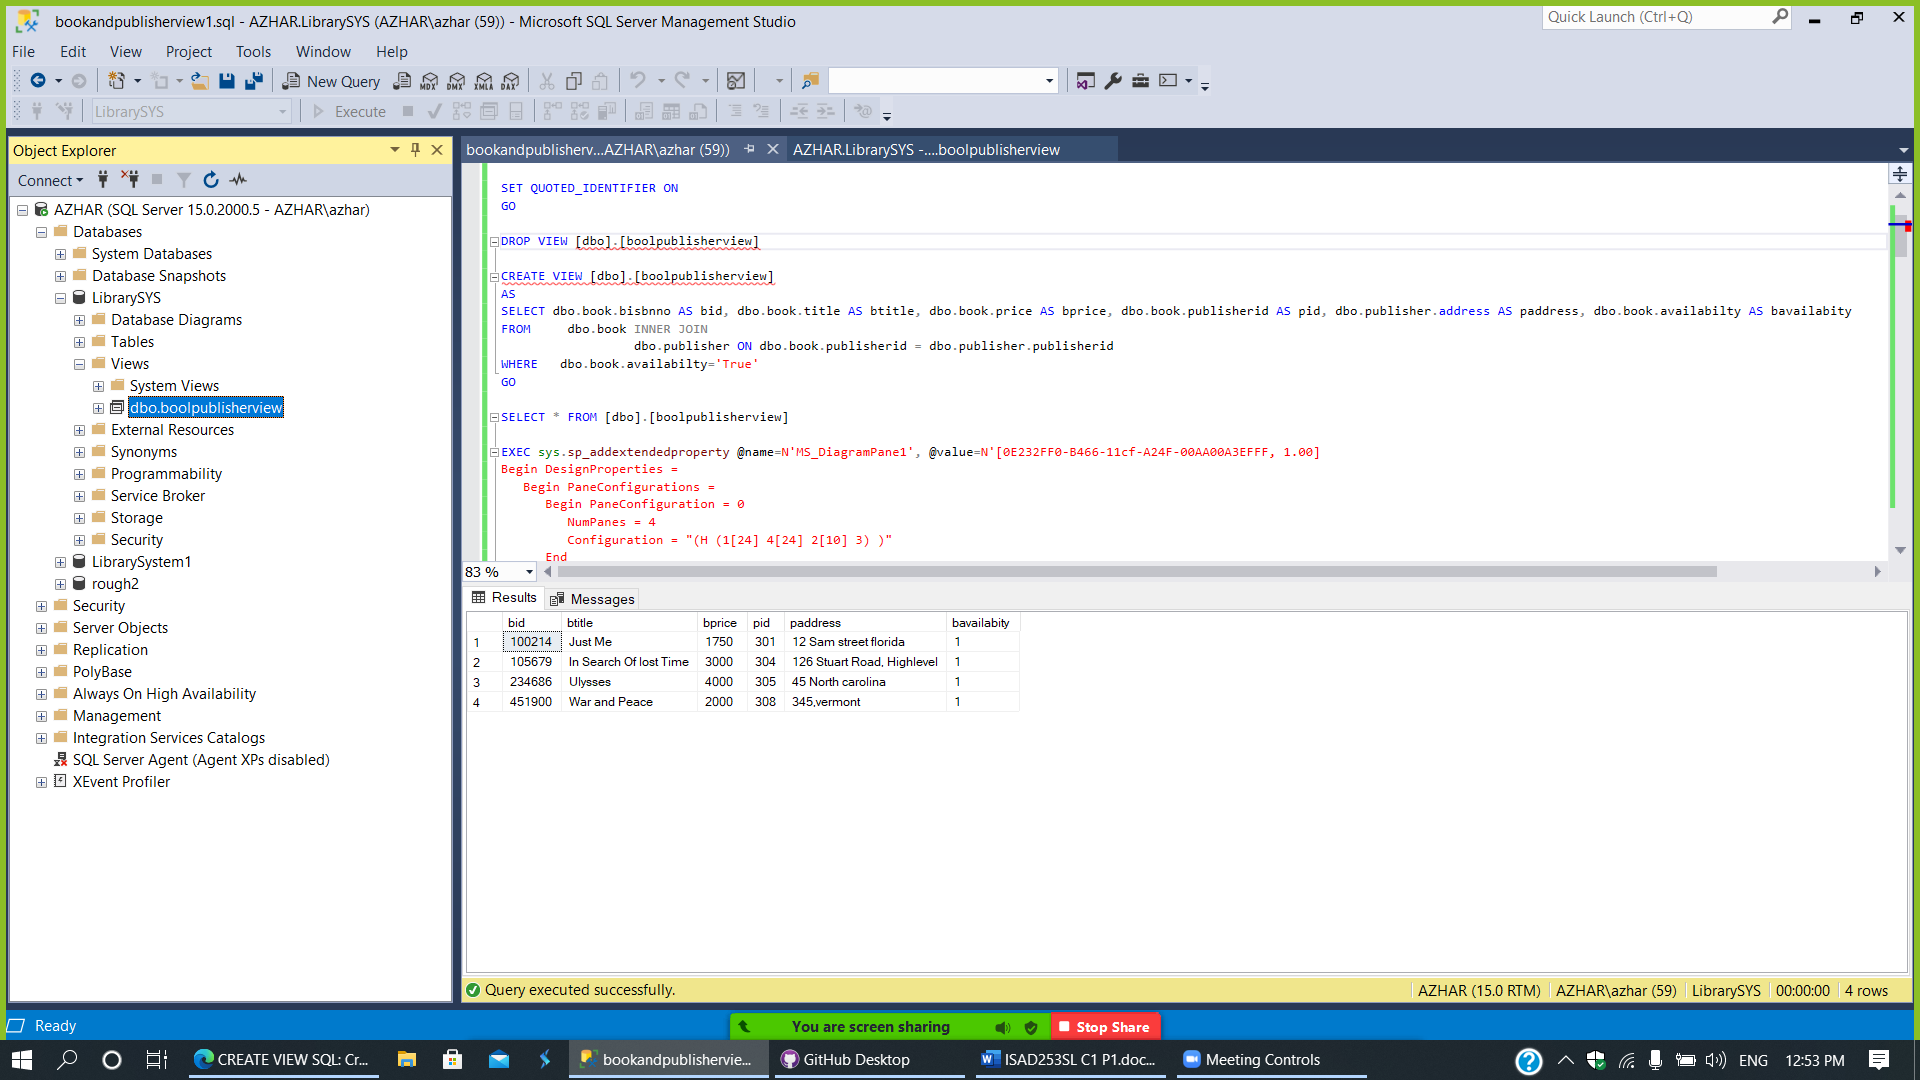 bookandpublisherview1.sql - AZHAR.LibrarySYS (AZHAR\azhar (59)) - Microsoft SQL Server Management Studio
Quick Launch (Ctrl+Q)
File Edit View Project Tools Window Help
New Query MDX DMX XMLA DAX
LibrarySYS Execute
Object Explorer
bookandpublisherv...AZHAR\azhar (59)) AZHAR.LibrarySYS -....boolpublisherview
Connect
AZHAR (SQL Server 15.0.2000.5 - AZHAR\azhar)
Databases
System Databases
Database Snapshots
LibrarySYS
Database Diagrams
Tables
Views
System Views
dbo.boolpublisherview
External Resources
Synonyms
Programmability
Service Broker
Storage
Security
LibrarySystem1
rough2
Security
Server Objects
Replication
PolyBase
Always On High Availability
Management
Integration Services Catalogs
SQL Server Agent (Agent XPs disabled)
XEvent Profiler
SET QUOTED_IDENTIFIER ON
GO
DROP VIEW [dbo].[boolpublisherview]
CREATE VIEW [dbo].[boolpublisherview]
AS
SELECT dbo.book.bisbnno AS bid, dbo.book.title AS btitle, dbo.book.price AS bprice, dbo.book.publisherid AS pid, dbo.publisher.address AS paddress, dbo.book.availabilty AS bavailabity
FROM dbo.book INNER JOIN
dbo.publisher ON dbo.book.publisherid = dbo.publisher.publisherid
WHERE dbo.book.availabilty='True'
GO
SELECT * FROM [dbo].[boolpublisherview]
EXEC sys.sp_addextendedproperty @name=N'MS_DiagramPane1', @value=N'[0E232FF0-B466-11cf-A24F-00AA00A3EFFF, 1.00]
Begin DesignProperties =
Begin PaneConfigurations =
Begin PaneConfiguration = 0
NumPanes = 4
Configuration = "(H (1[24] 4[24] 2[10] 3) )"
End
83 %
Results Messages
bid btitle bprice pid paddress bavailabity
1 100214 Just Me 1750 301 12 Sam street florida 1
2 105679 In Search Of lost Time 3000 304 126 Stuart Road, Highlevel 1
3 234686 Ulysses 4000 305 45 North carolina 1
4 451900 War and Peace 2000 308 345,vermont 1
Query executed successfully. AZHAR (15.0 RTM) AZHAR\azhar (59) LibrarySYS 00:00:00 4 rows
Ready
You are screen sharing Stop Share
CREATE VIEW SQL: Cr... bookandpublishervie... GitHub Desktop ISAD253SL C1 P1.doc... Meeting Controls ENG 12:53 PM